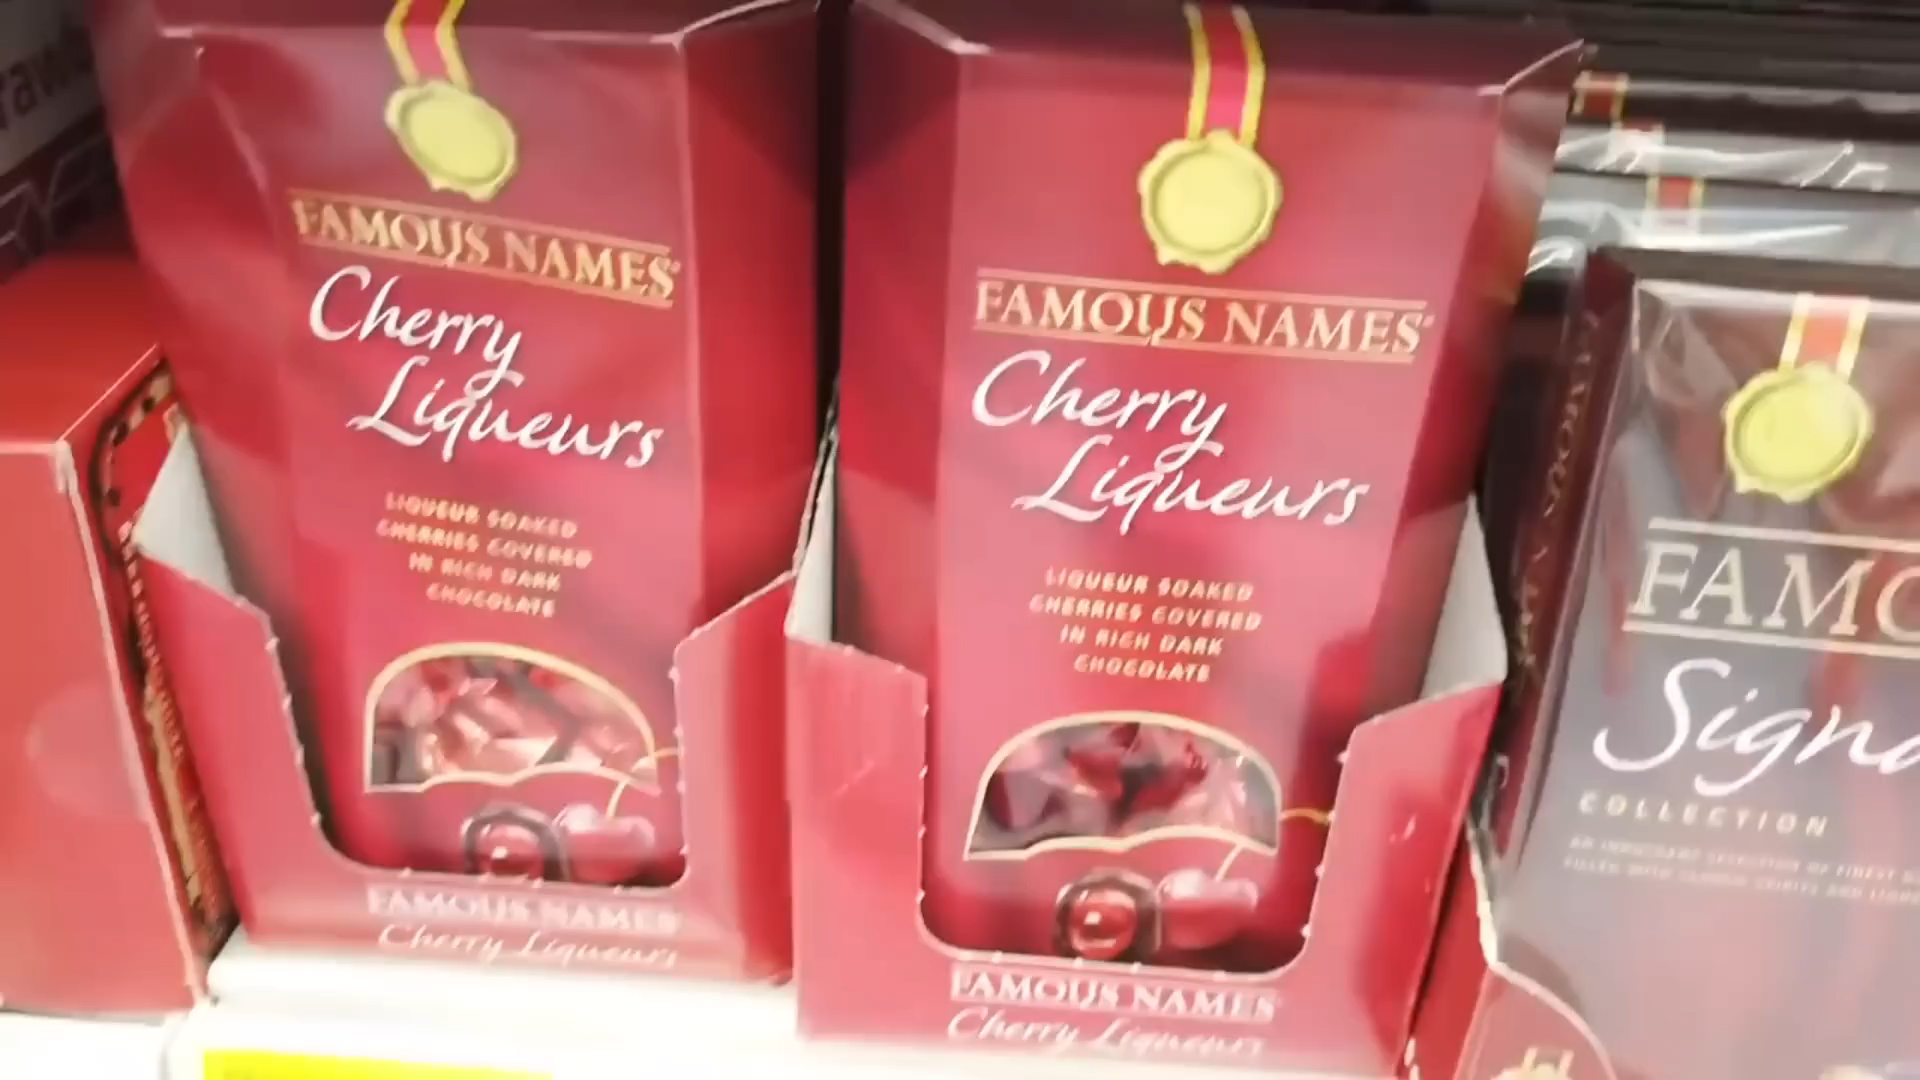 FAMOUS NAMES
Cherry
Liqueurs
LIQUEUR SOAKED
CHERRIES COVERED
IN RICH DARK
CHOCOLATE
FAMOUS NAMES
Cherry Liqueurs
FAMOUS NAMES
Cherry
Liqueurs
LIQUEUR SOAKED
CHERRIES COVERED
IN RICH DARK
CHOCOLATE
FAMOUS NAMES
Cherry Liqueurs
FAMO
Signa
COLLECTION